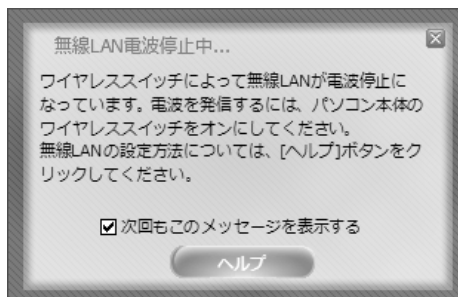 無線LAN電波停止中...
ワイヤレススイッチによって無線LANが電波停止に
なっています。電波を発信するには、パソコン本体の
ワイヤレススイッチをオンにしてください。
無線LANの設定方法については、[ヘルプ]ボタンをク
リックしてください。
次回もこのメッセージを表示する
ヘルプ